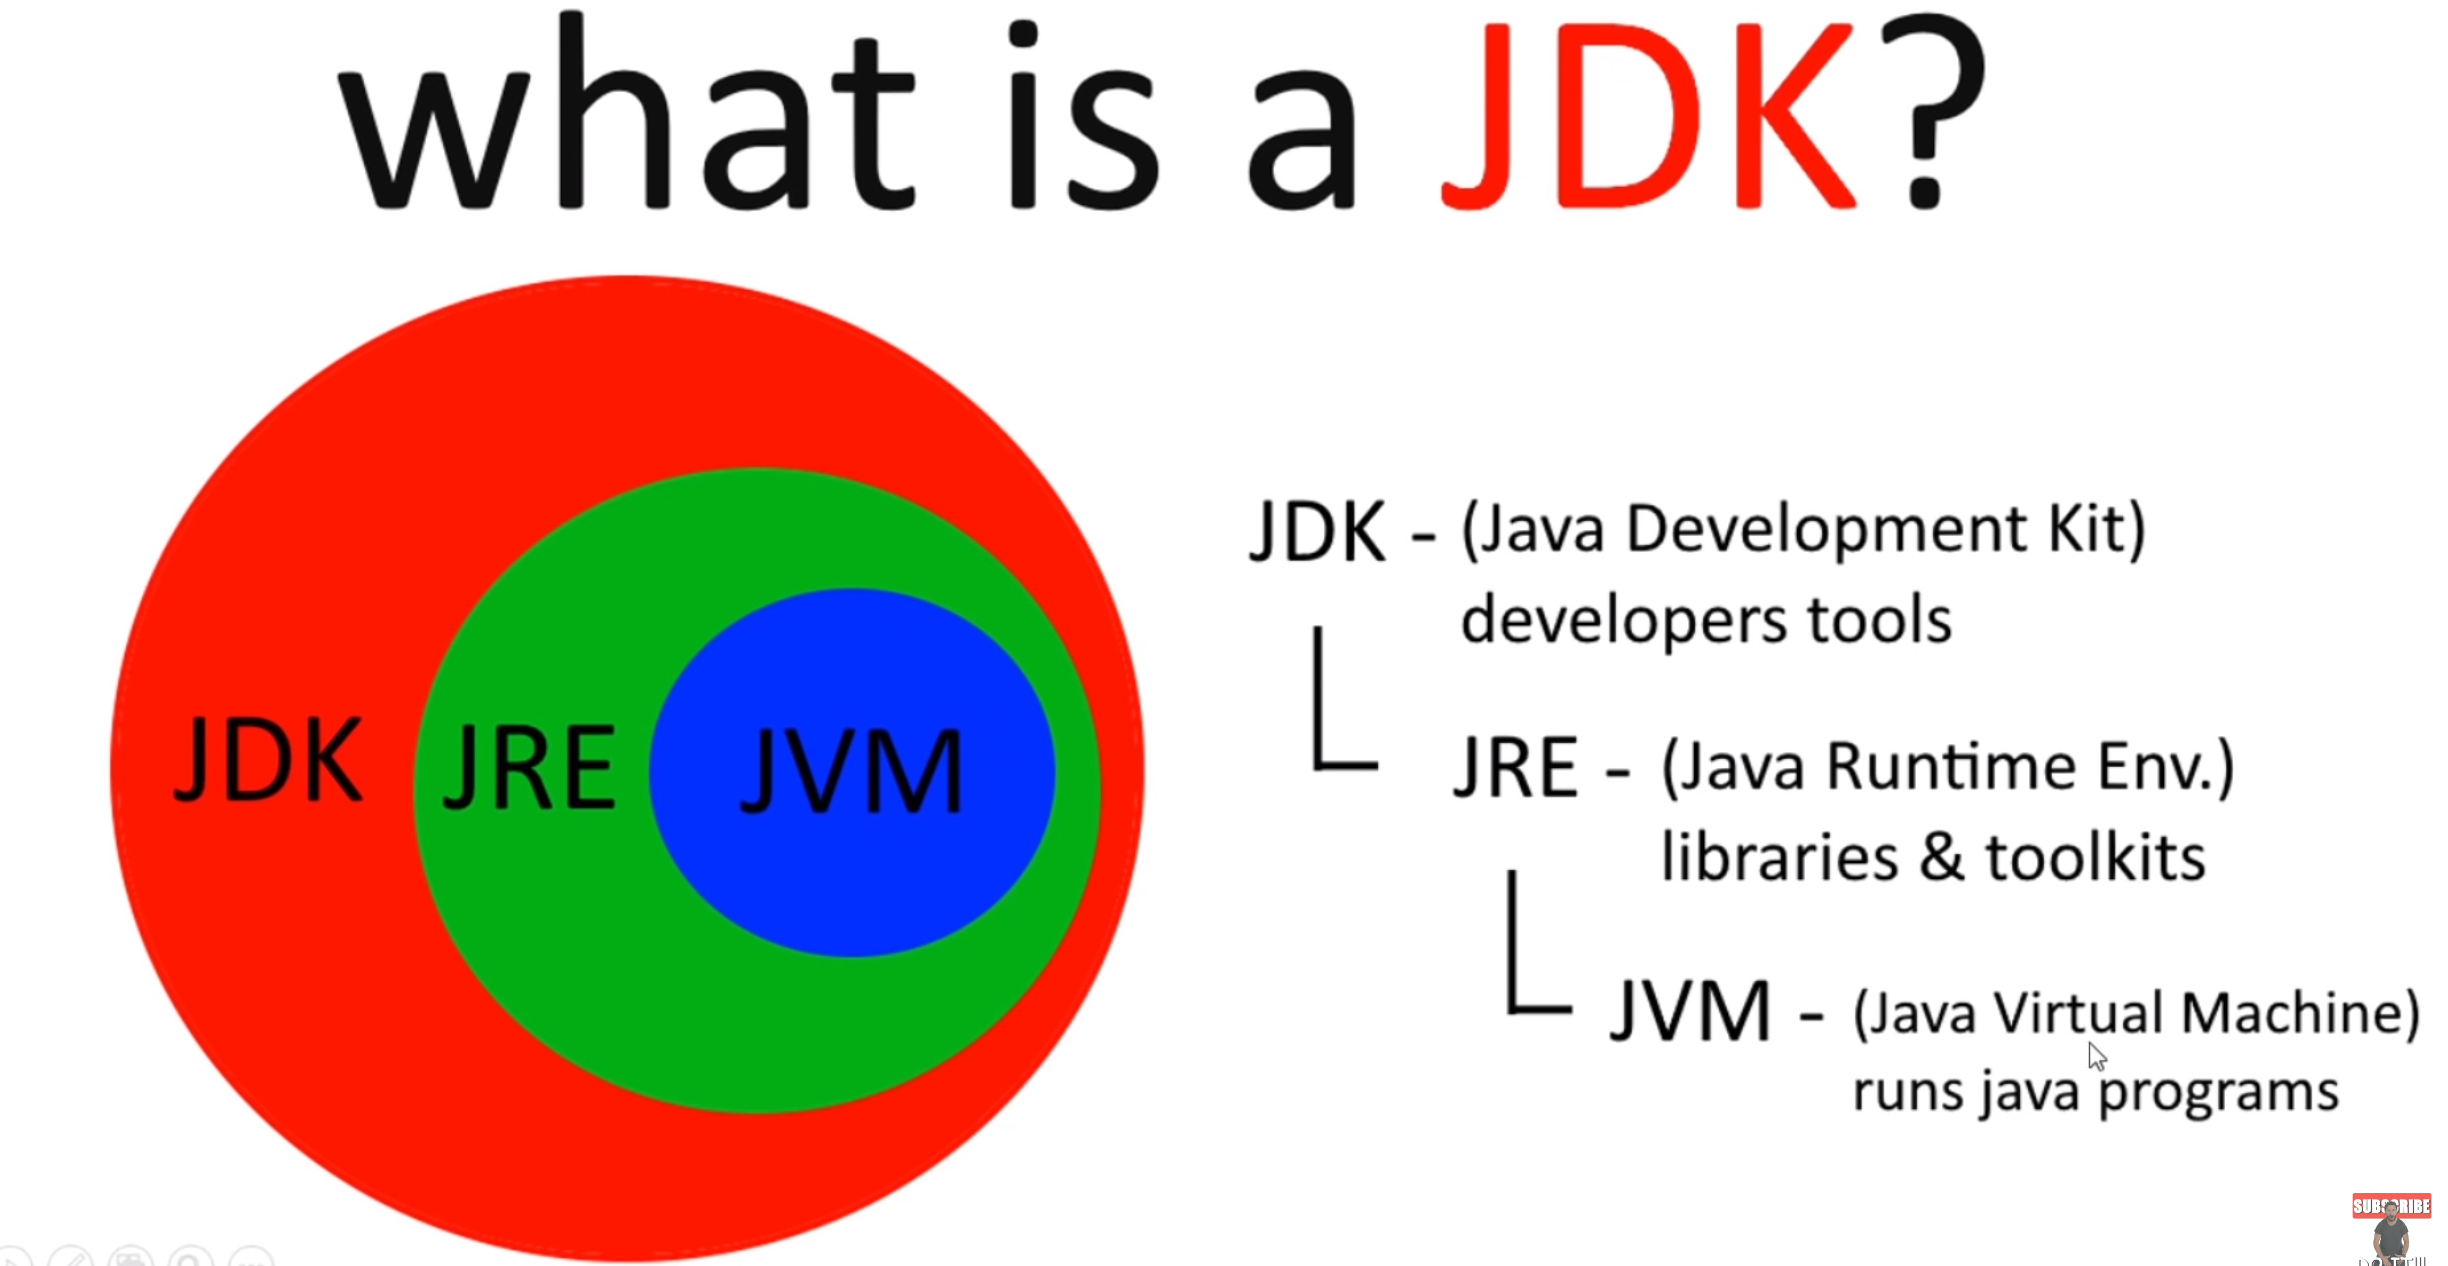 what is a JDK?
JDK JRE JVM
JDK - (Java Development Kit)
developers tools
JRE - (Java Runtime Env.)
libraries & toolkits
JVM - (Java Virtual Machine)
runs java programs
SUBSCRIBE